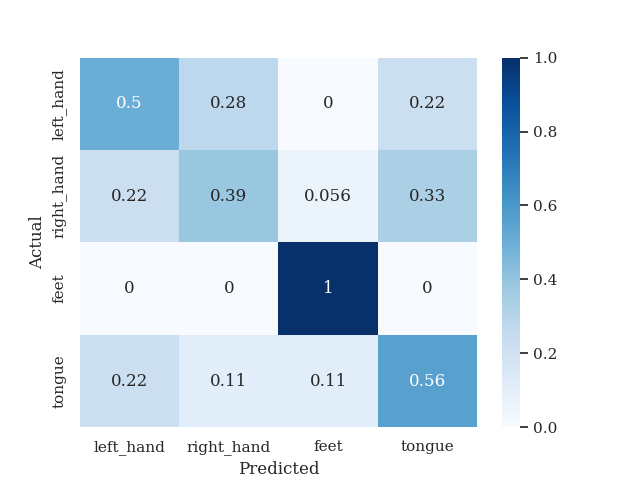 Actual
left_hand 0.5 0.28 0 0.22
right_hand 0.22 0.39 0.056 0.33
feet 0 0 1 0
tongue 0.22 0.11 0.11 0.56
left_hand right_hand feet tongue
Predicted
1.0
0.8
0.6
0.4
0.2
0.0